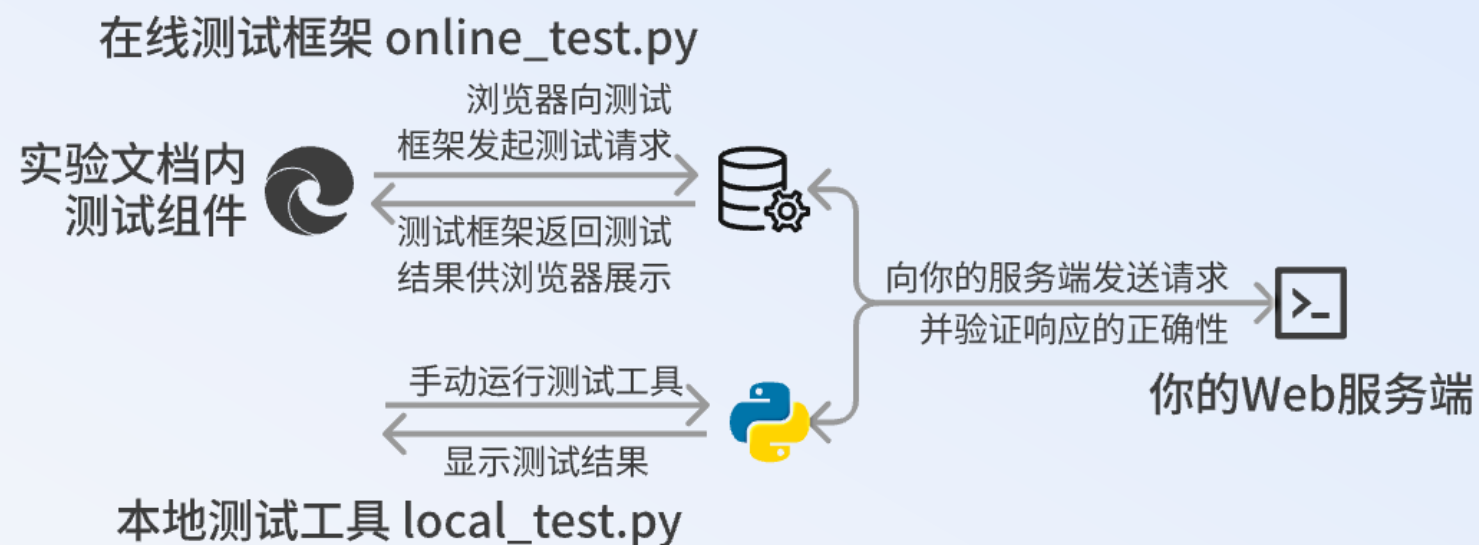 在线测试框架 online_test.py
浏览器向测试
框架发起测试请求
实验文档内
测试组件
测试框架返回测试
结果供浏览器展示
向你的服务端发送请求
并验证响应的正确性
>_
你的Web服务端
手动运行测试工具
显示测试结果
本地测试工具 local_test.py